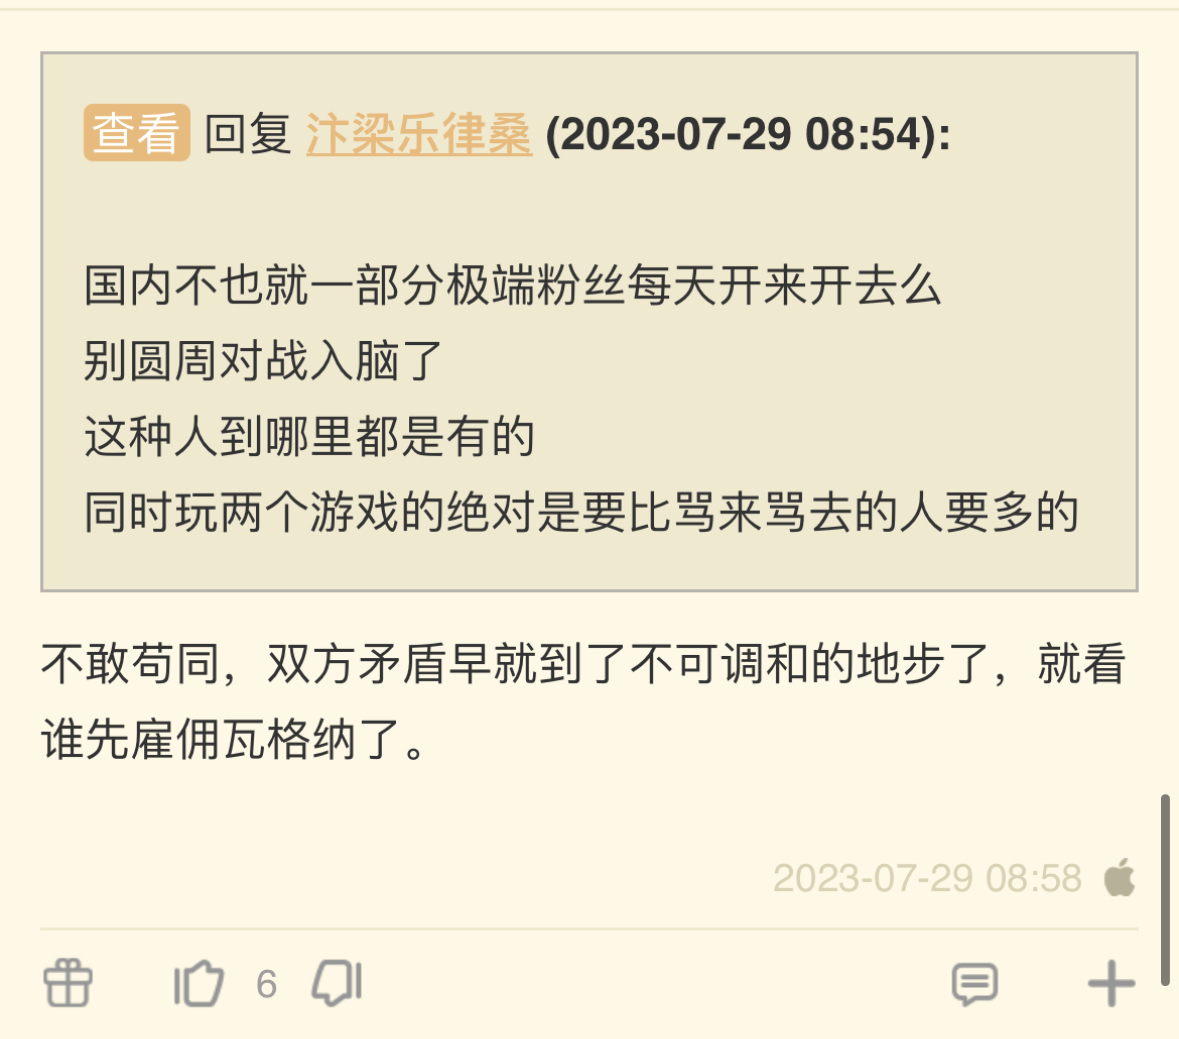 查看 回复 汴梁乐律桑 (2023-07-29 08:54):
国内不也就一部分极端粉丝每天开来开去么
别圆周对战入脑了
这种人到哪里都是有的
同时玩两个游戏的绝对是要比骂来骂去的人要多的
不敢苟同，双方矛盾早就到了不可调和的地步了，就看
谁先雇佣瓦格纳了。
2023-07-29 08:58
6